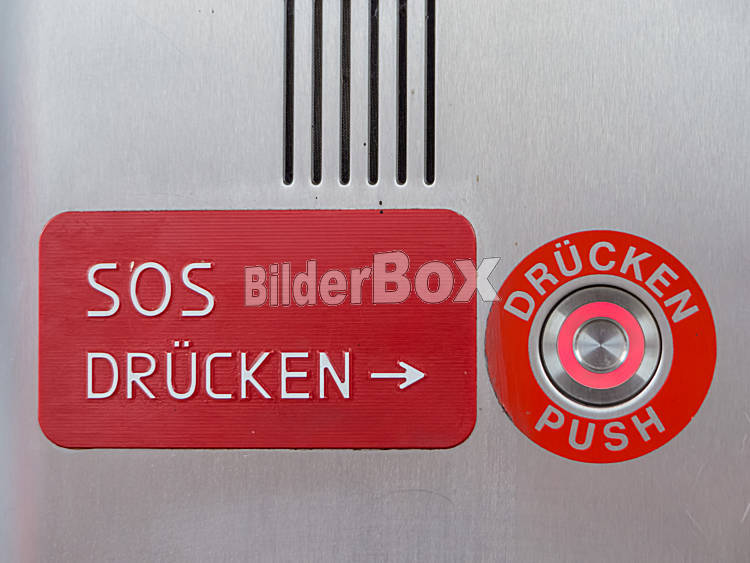 SOS
BilderBOX
DRÜCKEN →
DRÜCKEN
PUSH